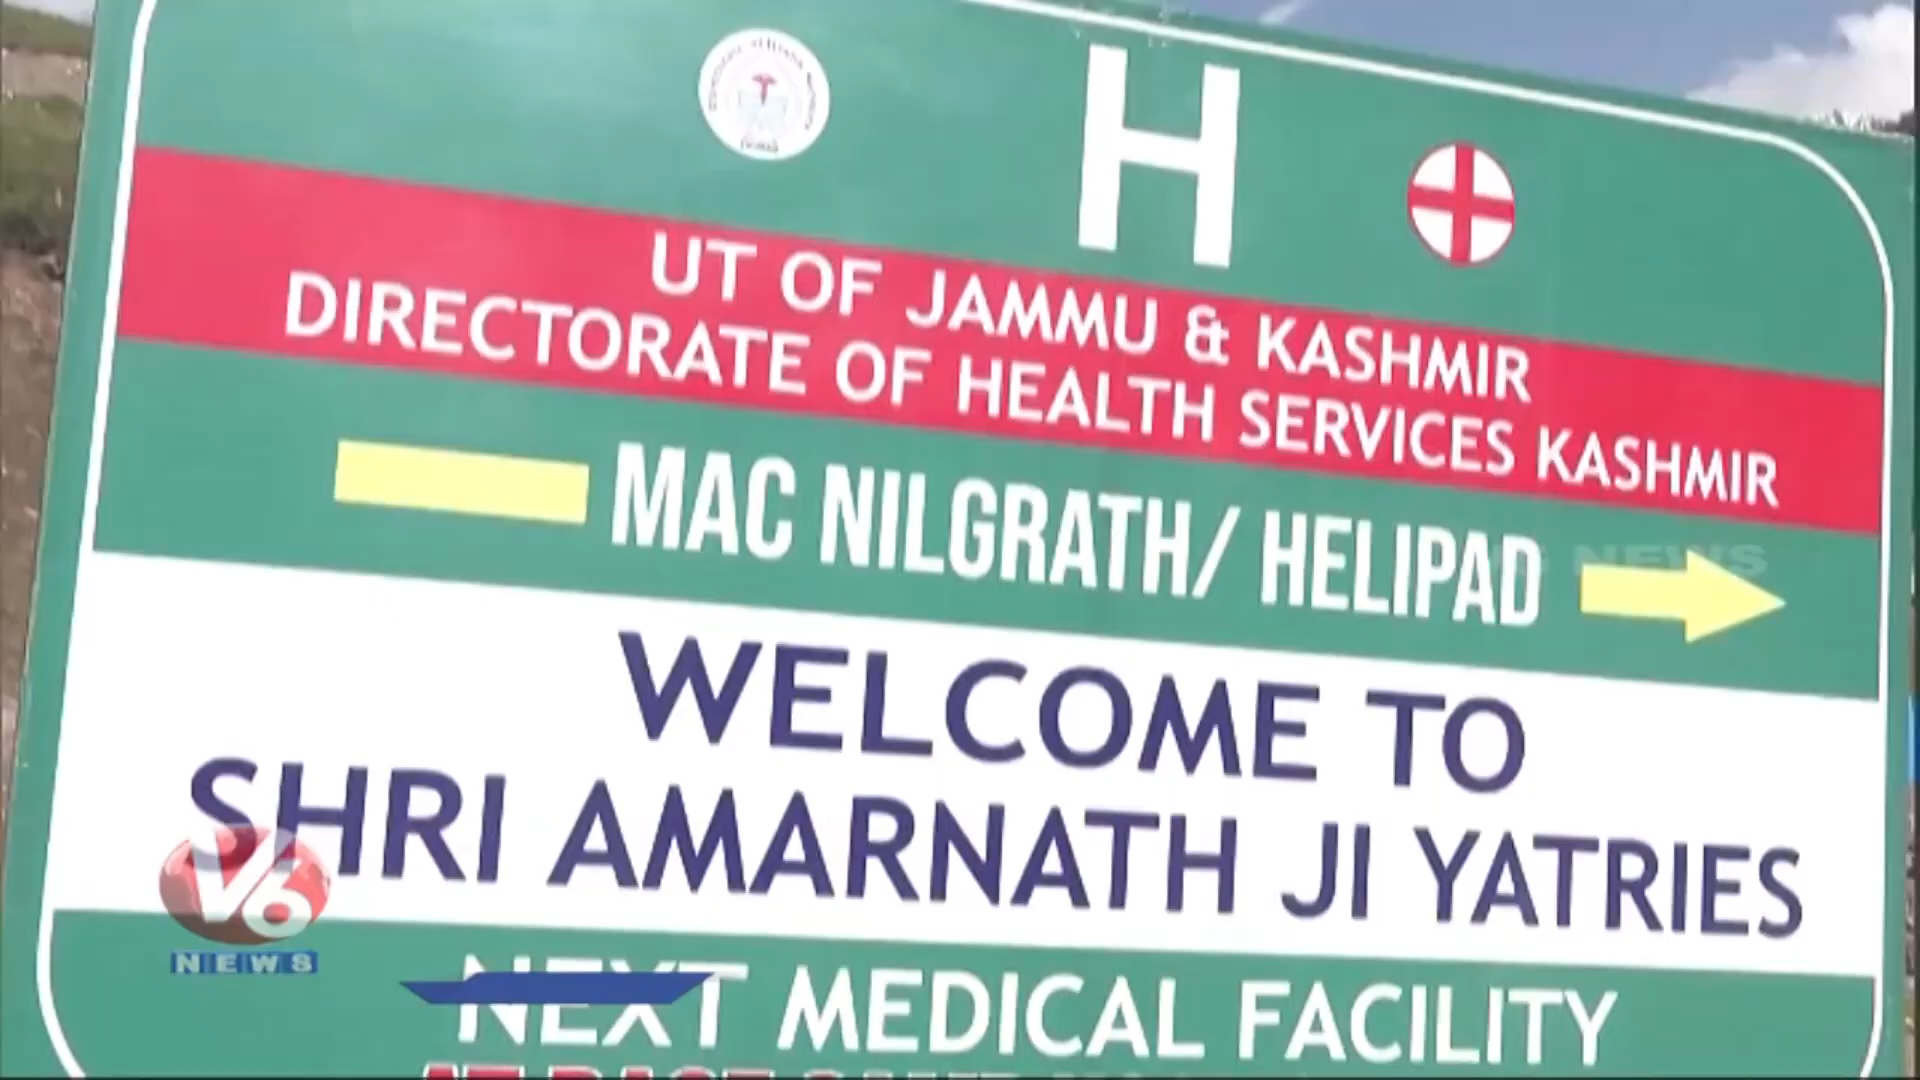 H
UT OF JAMMU & KASHMIR
DIRECTORATE OF HEALTH SERVICES KASHMIR
MAC NILGRATH/ HELIPAD
WELCOME TO
SHRI AMARNATH JI YATRIES
NEXT MEDICAL FACILITY
V6
NEWS